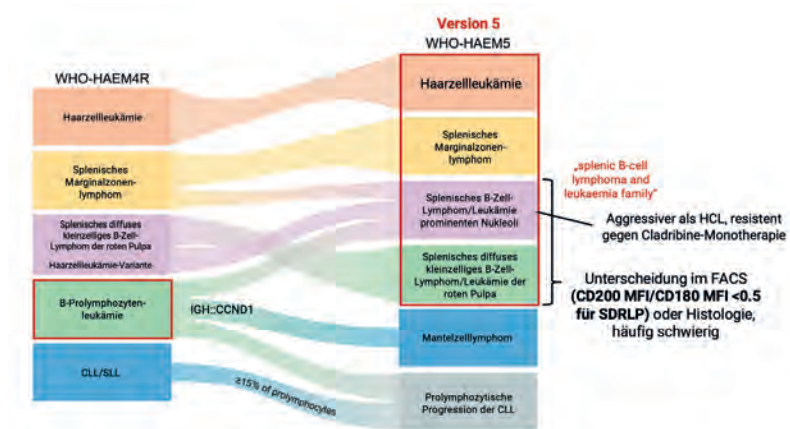 Version 5
WHO-HAEM5
WHO-HAEM4R
Haarzellleukämie
Splenisches
Marginalzonen-
lymphom
Splenisches diffuses
kleinzelliges B-Zell-
Lymphom der roten Pulpa
Haarzellleukämie-Variante
B-Prolymphozyten-
leukämie
CLL/SLL
IGH::CCND1
≥15% of prolymphocytes
Haarzellleukämie
Splenisches
Marginalzonen-
lymphom
Splenisches B-Zell-
Lymphom/Leukämie
prominenten Nukleoli
Splenisches diffuses
kleinzelliges B-Zell-
Lymphom/Leukämie der
roten Pulpa
Mantelzelllymphom
Prolymphozytische
Progression der CLL
„splenic B-cell
lymphoma and
leukaemia family“
Aggressiver als HCL, resistent
gegen Cladribine-Monotherapie
Unterscheidung im FACS
(CD200 MFI/CD180 MFI <0.5
für SDRLP) oder Histologie,
häufig schwierig